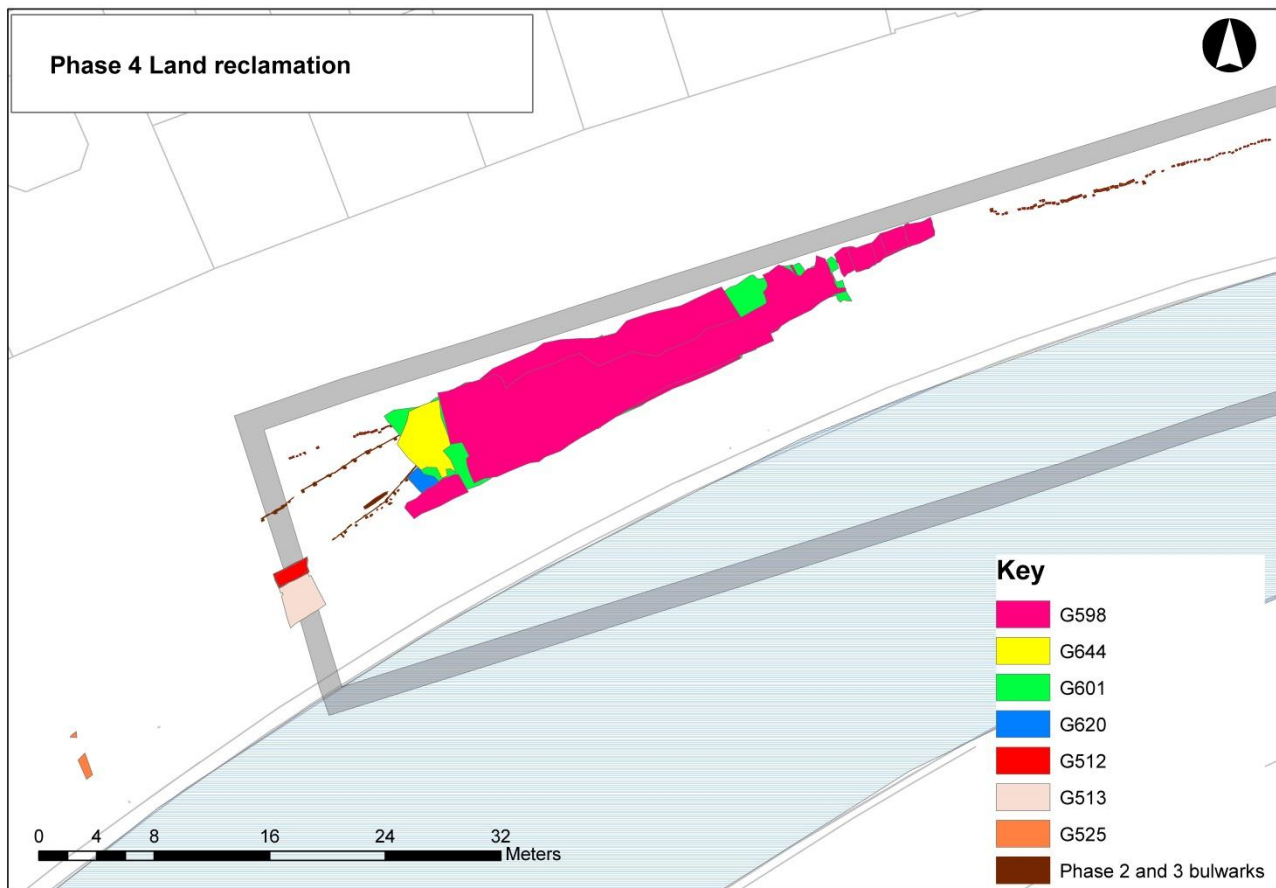 Phase 4 Land reclamation
Key
G598
G644
G601
G620
G512
G513
G525
Phase 2 and 3 bulwarks
0 4 8 16 24 32
Meters